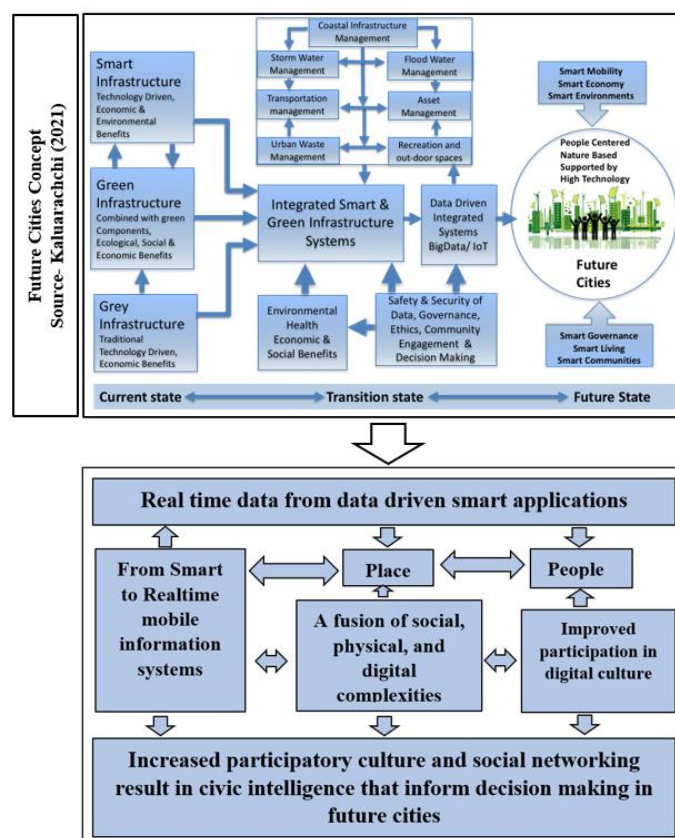 Future Cities Concept
Source- Kaluarachchi (2021)
Coastal Infrastructure
Management
Storm Water
Management
Flood Water
Management
Transportation
management
Asset
Management
Urban Waste
Management
Recreation and
out-door spaces
Smart
Infrastructure
Technology Driven,
Economic &
Environmental
Benefits
Green
Infrastructure
Combined with green
Components,
Ecological, Social &
Economic Benefits
Grey
Infrastructure
Traditional
Technology Driven,
Economic Benefits
Integrated Smart &
Green Infrastructure
Systems
Data Driven
Integrated
Systems
BigData/ IoT
Environmental
Health
Economic &
Social Benefits
Safety & Security of
Data, Governance,
Ethics, Community
Engagement &
Decision Making
Smart Mobility
Smart Economy
Smart Environments
People Centered
Nature Based
Supported by
High Technology
Future
Cities
Smart Governance
Smart Living
Smart Communities
Current state
Transition state
Future State
Real time data from data driven smart applications
From Smart
to Realtime
mobile
information
systems
Place
People
A fusion of social,
physical, and
digital
complexities
Improved
participation in
digital culture
Increased participatory culture and social networking
result in civic intelligence that inform decision making in
future cities